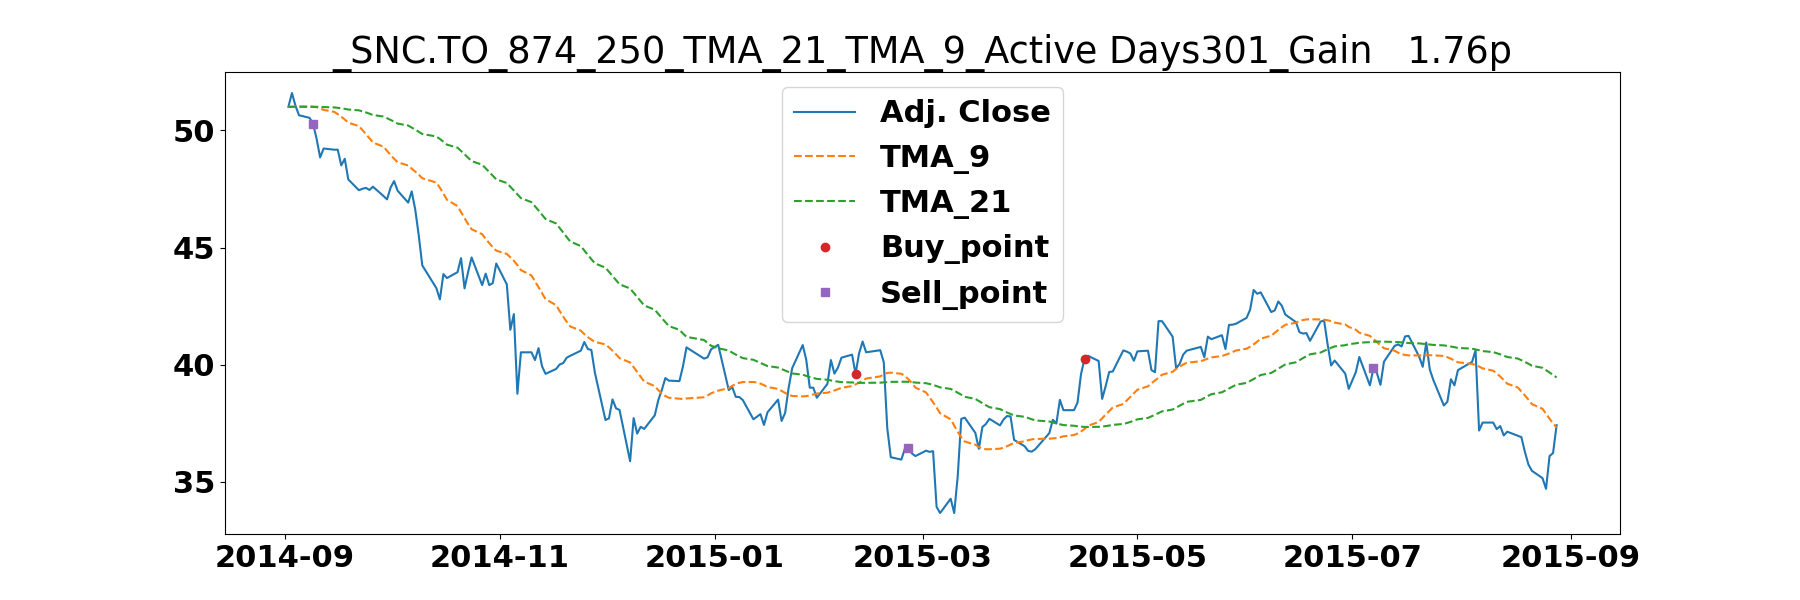 _SNC.TO_874_250_TMA_21_TMA_9_Active Days301_Gain   1.76p
Adj. Close
TMA_9
TMA_21
Buy_point
Sell_point
50
45
40
35
2014-09 2014-11 2015-01 2015-03 2015-05 2015-07 2015-09